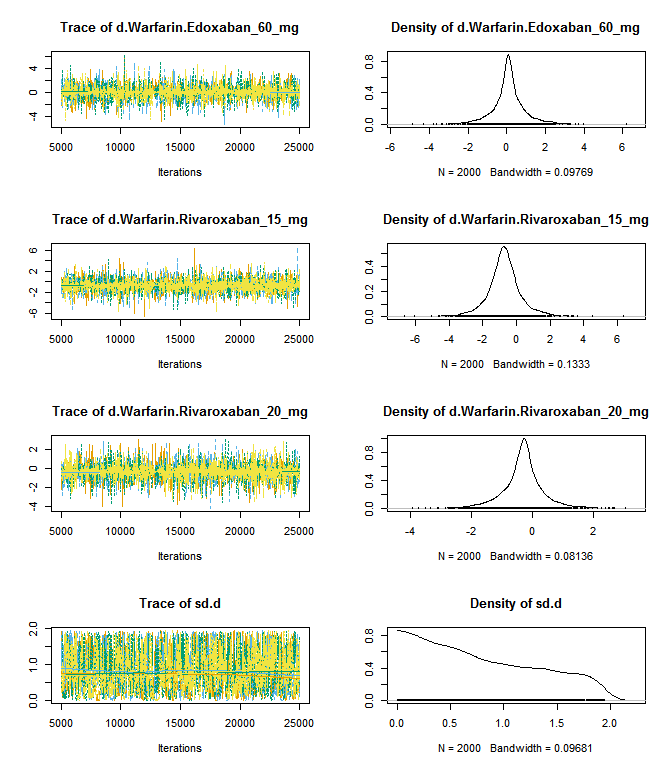 Trace of d.Warfarin.Edoxaban_60_mg
4
0
-4
5000 10000 15000 20000 25000
Iterations
Density of d.Warfarin.Edoxaban_60_mg
0.8
0.4
0.0
-6 -4 -2 0 2 4 6
N = 2000 Bandwidth = 0.09769
Trace of d.Warfarin.Rivaroxaban_15_mg
6
2
-2
-6
5000 10000 15000 20000 25000
Iterations
Density of d.Warfarin.Rivaroxaban_15_mg
0.4
0.2
0.0
-4 -2 0 2 4 6
N = 2000 Bandwidth = 0.1333
Trace of d.Warfarin.Rivaroxaban_20_mg
2
0
-2
-4
5000 10000 15000 20000 25000
Iterations
Density of d.Warfarin.Rivaroxaban_20_mg
0.8
0.4
0.0
-4 -2 0 2
N = 2000 Bandwidth = 0.08136
Trace of sd.d
2.0
1.0
0.0
5000 10000 15000 20000 25000
Iterations
Density of sd.d
0.8
0.4
0.0
0.0 0.5 1.0 1.5 2.0
N = 2000 Bandwidth = 0.09681